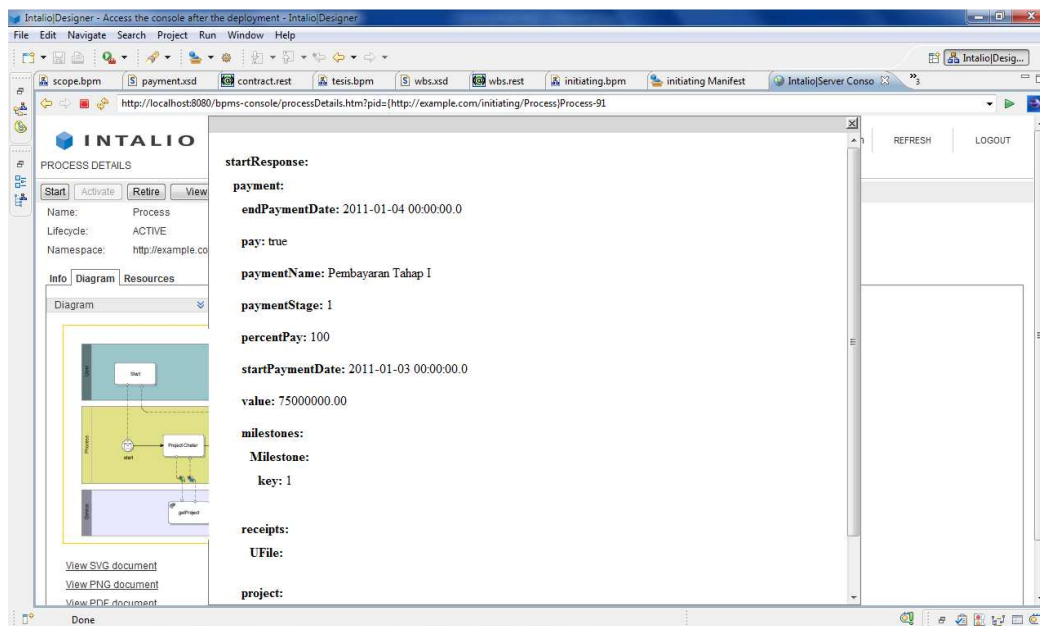 Intalio|Designer - Access the console after the deployment - Intalio|Designer
File Edit Navigate Search Project Run Window Help
Intalio|Desig...
scope.bpm payment.xsd contract.rest tesis.bpm wbs.xsd wbs.rest initiating.bpm initiating Manifest Intalio|Server Conso »3
http://localhost:8080/bpms-console/processDetails.htm?pid={http://example.com/initiating/Process}Process-91
INTALIO
REFRESH LOGOUT
PROCESS DETAILS
Start Activate Retire View
Name: Process
Lifecycle: ACTIVE
Namespace: http://example.co
Info Diagram Resources
Diagram
Start
Process
start
Project Charter
getProject
View SVG document
View PNG document
View PDF document
startResponse:
payment:
endPaymentDate: 2011-01-04 00:00:00.0
pay: true
paymentName: Pembayaran Tahap I
paymentStage: 1
percentPay: 100
startPaymentDate: 2011-01-03 00:00:00.0
value: 75000000.00
milestones:
Milestone:
key: 1
receipts:
UFile:
project:
Done